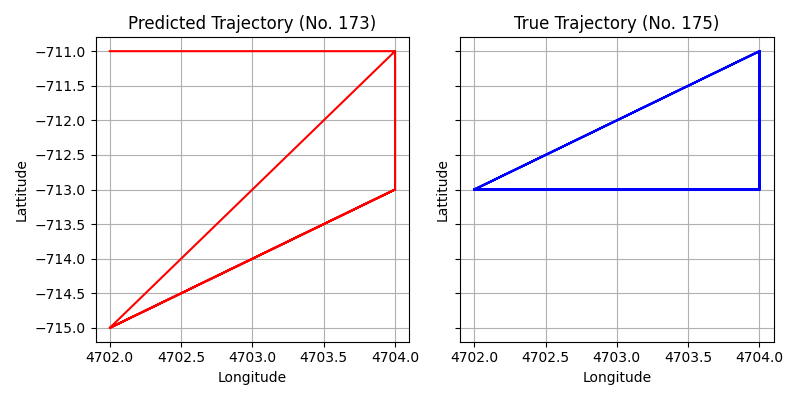 Predicted Trajectory (No. 173)
True Trajectory (No. 175)
−711.0
−711.5
−712.0
−712.5
−713.0
−713.5
−714.0
−714.5
−715.0
Lattitude
Lattitude
4702.0 4702.5 4703.0 4703.5 4704.0
4702.0 4702.5 4703.0 4703.5 4704.0
Longitude
Longitude